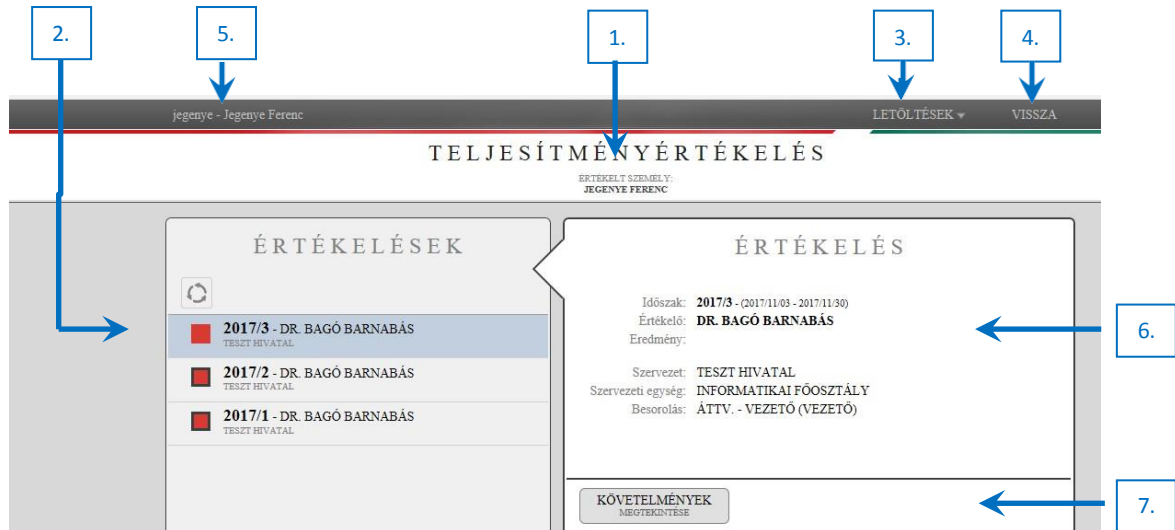 2.
5.
1.
3.
4.
jegenye - Jegenye Ferenc
LETÖLTÉSEK
VISSZA
TELJESÍTMÉNYÉRTÉKELÉS
ÉRTÉKELT SZEMÉLY:
JEGENYE FERENC
ÉRTÉKELÉSEK
2017/3 - DR. BAGÓ BARNABÁS
TESZT HIVATAL
2017/2 - DR. BAGÓ BARNABÁS
TESZT HIVATAL
2017/1 - DR. BAGÓ BARNABÁS
TESZT HIVATAL
ÉRTÉKELÉS
Időszak: 2017/3 - (2017/11/03 - 2017/11/30)
Értékelő: DR. BAGÓ BARNABÁS
Eredmény:
Szervezet: TESZT HIVATAL
Szervezeti egység: INFORMATIKAI FŐOSZTÁLY
Besorolás: ÁTTV. - VEZETŐ (VEZETŐ)
6.
KÖVETELMÉNYEK
MEGTEKINTÉSE
7.